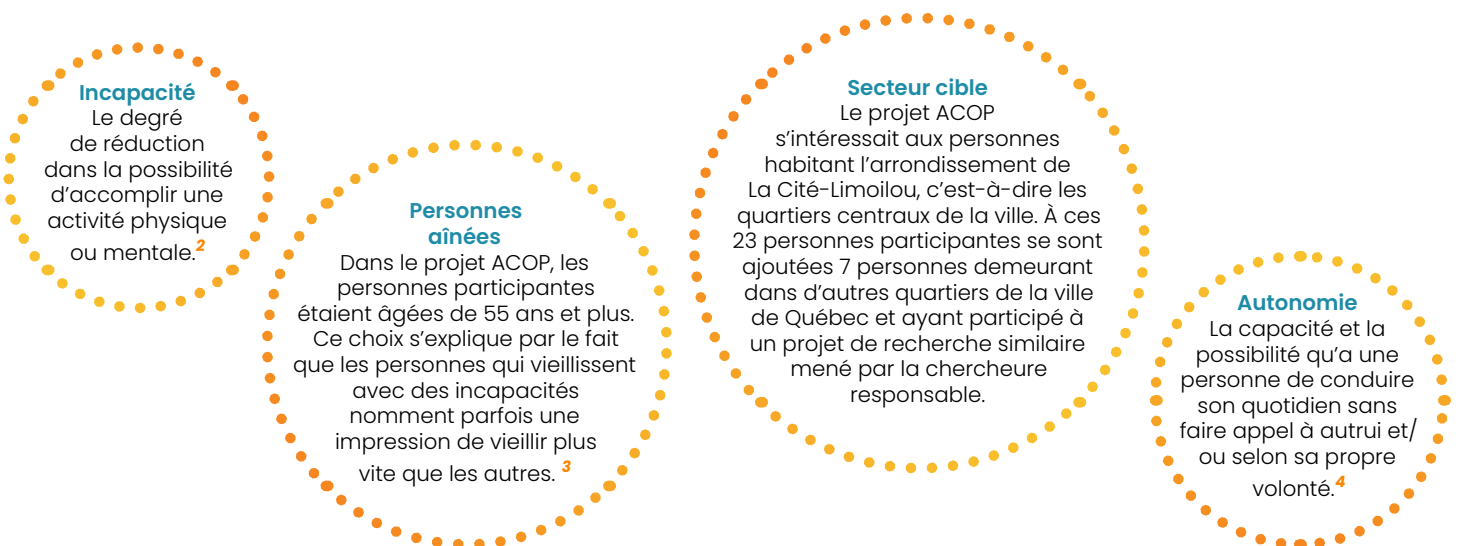 Incapacité
Le degré
de réduction
dans la possibilité
d’accomplir une
activité physique
ou mentale.2
Personnes
aînées
Dans le projet ACOP, les
personnes participantes
étaient âgées de 55 ans et plus.
Ce choix s’explique par le fait
que les personnes qui vieillissent
avec des incapacités
nomment parfois une
impression de vieillir plus
vite que les autres. 3
Secteur cible
Le projet ACOP
s’intéressait aux personnes
habitant l’arrondissement de
La Cité-Limoilou, c’est-à-dire les
quartiers centraux de la ville. À ces
23 personnes participantes se sont
ajoutées 7 personnes demeurant
dans d’autres quartiers de la ville
de Québec et ayant participé à
un projet de recherche similaire
mené par la chercheure
responsable.
Autonomie
La capacité et la
possibilité qu’a une
personne de conduire
son quotidien sans
faire appel à autrui et/
ou selon sa propre
volonté.4